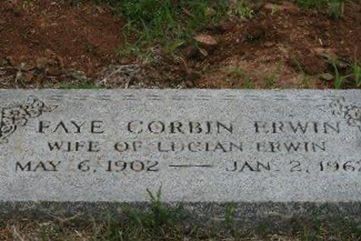 FAYE CORBIN ERWIN
WIFE OF LUCIAN ERWIN
MAY 6, 1902 — JAN 2, 196